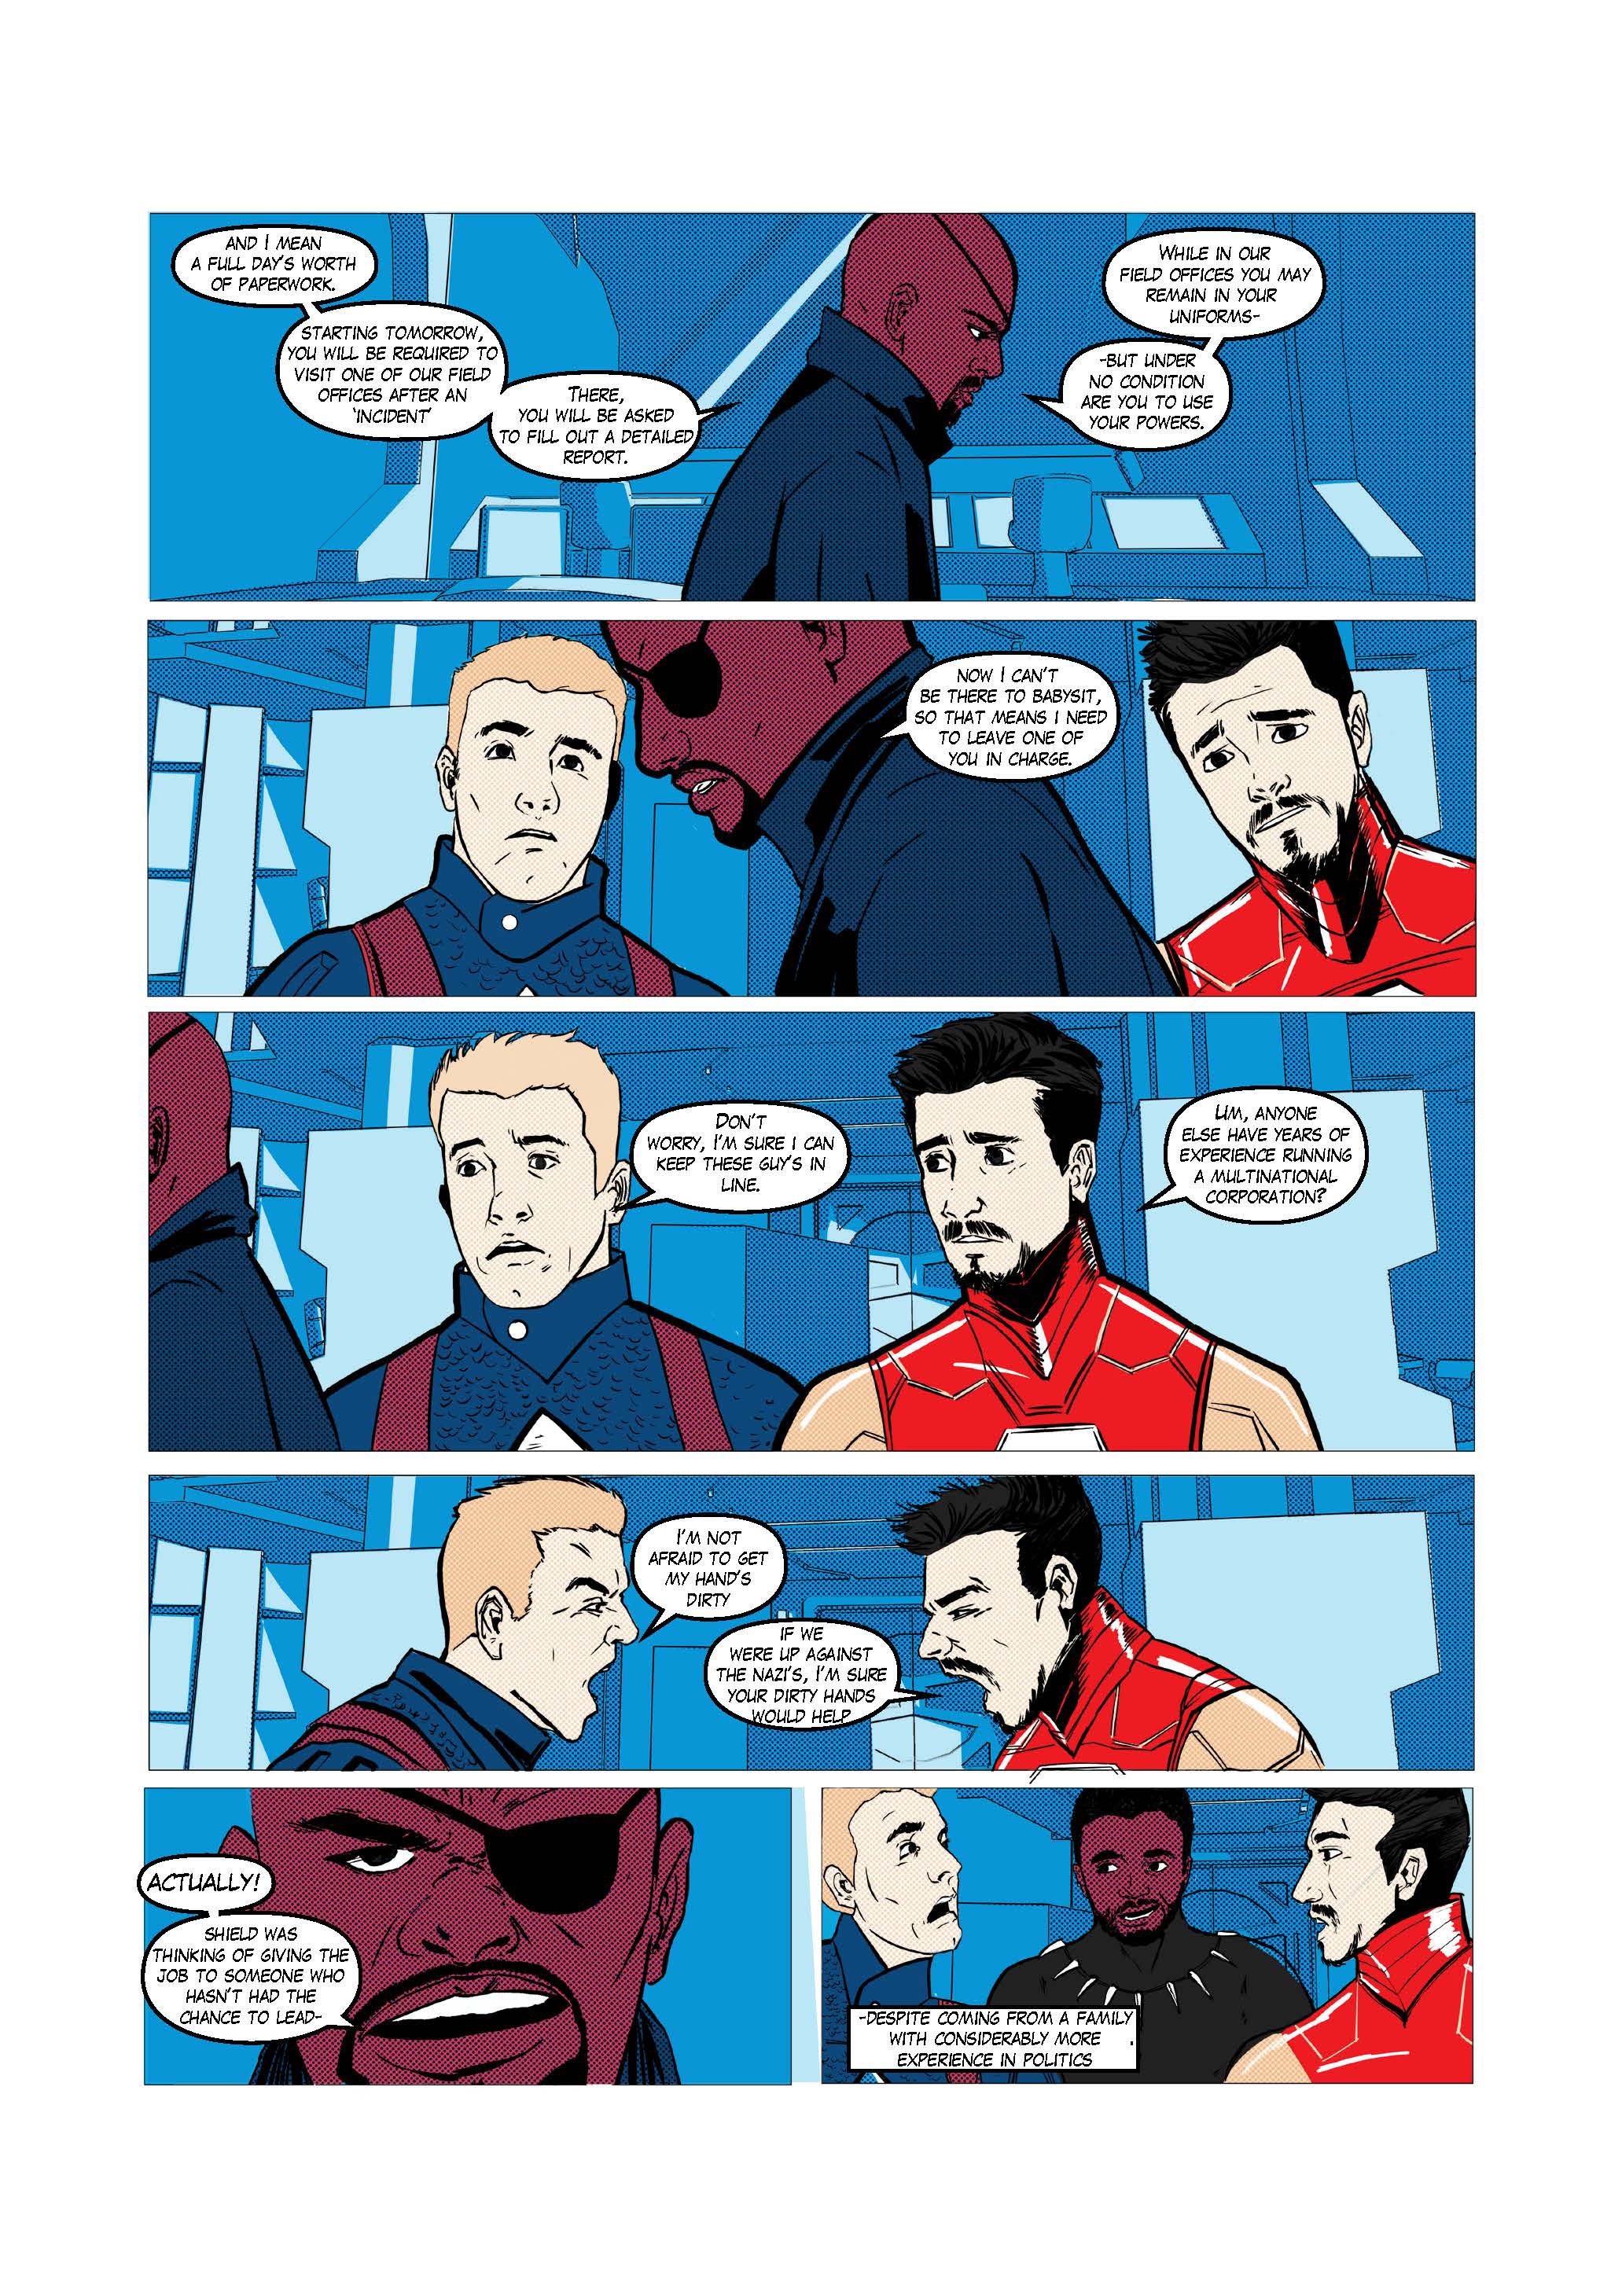 AND I MEAN
A FULL DAY'S WORTH
OF PAPERWORK.
STARTING TOMORROW,
YOU WILL BE REQUIRED TO
VISIT ONE OF OUR FIELD
OFFICES AFTER AN
'INCIDENT'
THERE,
YOU WILL BE ASKED
TO FILL OUT A DETAILED
REPORT.
WHILE IN OUR
FIELD OFFICES YOU MAY
REMAIN IN YOUR
UNIFORMS-
-BUT UNDER
NO CONDITION
ARE YOU TO USE
YOUR POWERS.
NOW I CAN'T
BE THERE TO BABYSIT,
SO THAT MEANS I NEED
TO LEAVE ONE OF
YOU IN CHARGE.
DON'T
WORRY, I'M SURE I CAN
KEEP THESE GUY'S IN
LINE.
UM, ANYONE
ELSE HAVE YEARS OF
EXPERIENCE RUNNING
A MULTINATIONAL
CORPORATION?
I'M NOT
AFRAID TO GET
MY HAND'S
DIRTY
IF WE
WERE UP AGAINST
THE NAZI'S, I'M SURE
YOUR DIRTY HANDS
WOULD HELP
ACTUALLY!
SHIELD WAS
THINKING OF GIVING THE
JOB TO SOMEONE WHO
HASN'T HAD THE
CHANCE TO LEAD-
-DESPITE COMING FROM A FAMILY
WITH CONSIDERABLY MORE .
EXPERIENCE IN POLITICS